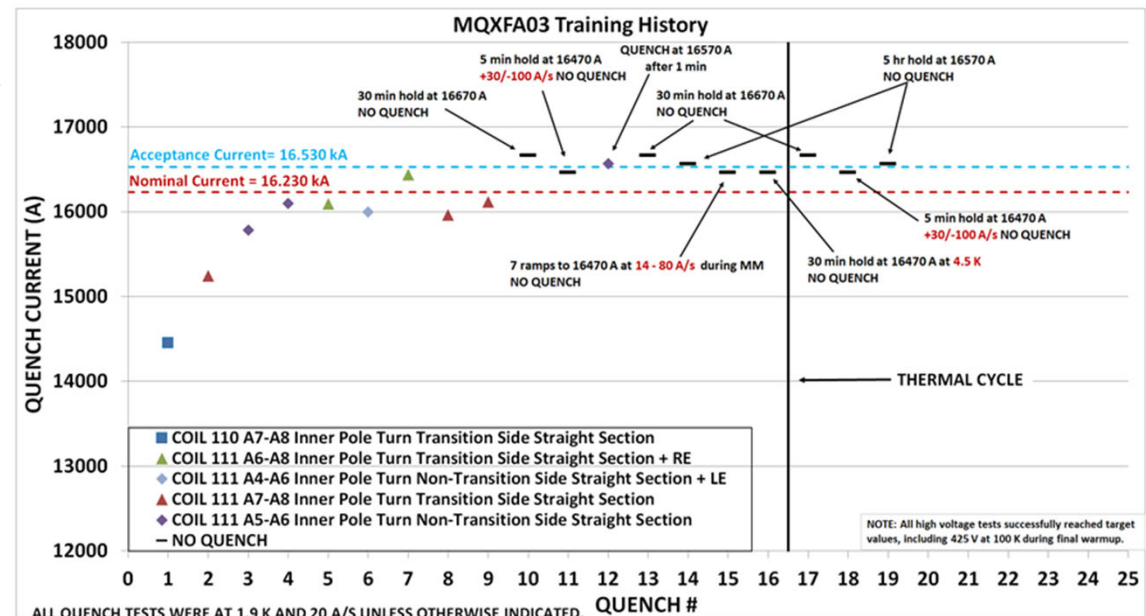 MQXFA03 Training History
QUENCH CURRENT (A)
18000
17000
16000
15000
14000
13000
12000
30 min hold at 16670 A
NO QUENCH
5 min hold at 16470 A
+30/-100 A/s NO QUENCH
QUENCH at 16570 A
after 1 min
30 min hold at 16670 A
NO QUENCH
5 hr hold at 16570 A
NO QUENCH
Acceptance Current= 16.530 kA
Nominal Current = 16.230 kA
7 ramps to 16470 A at 14 - 80 A/s during MM
NO QUENCH
30 min hold at 16470 A at 4.5 K
NO QUENCH
5 min hold at 16470 A
+30/-100 A/s NO QUENCH
THERMAL CYCLE
COIL 110 A7-A8 Inner Pole Turn Transition Side Straight Section
COIL 111 A6-A8 Inner Pole Turn Transition Side Straight Section + RE
COIL 111 A4-A6 Inner Pole Turn Non-Transition Side Straight Section + LE
COIL 111 A7-A8 Inner Pole Turn Transition Side Straight Section
COIL 111 A5-A6 Inner Pole Turn Non-Transition Side Straight Section
NO QUENCH
NOTE: All high voltage tests successfully reached target
values, including 425 V at 100 K during final warmup.
0 1 2 3 4 5 6 7 8 9 10 11 12 13 14 15 16 17 18 19 20 21 22 23 24 25
ALL QUENCH TESTS WERE AT 1.9 K AND 20 A/S UNLESS OTHERWISE INDICATED.
QUENCH #